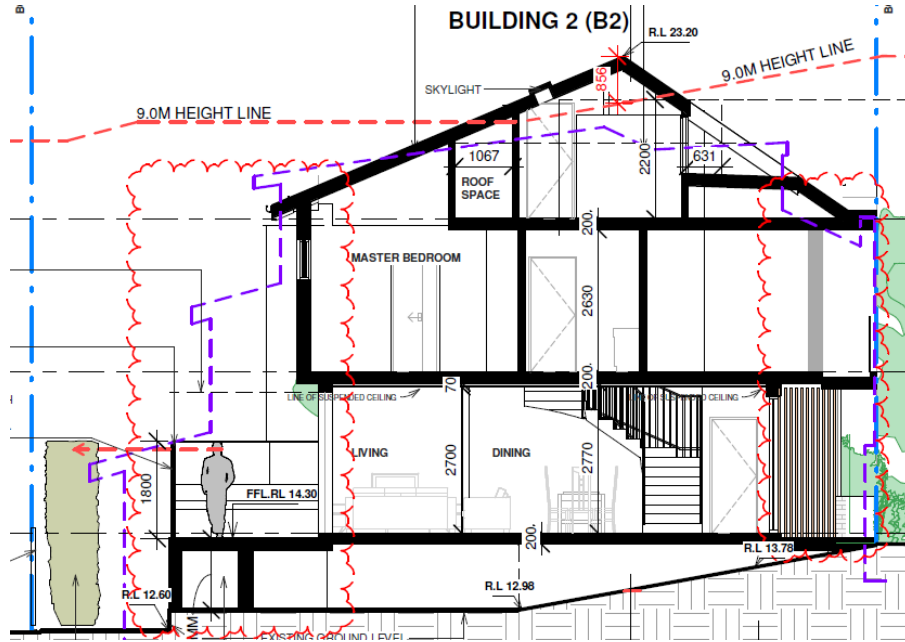 BUILDING 2 (B2)
R.L 23.20
9.0M HEIGHT LINE
SKYLIGHT
856
9.0M HEIGHT LINE
1067
2200
631
ROOF
SPACE
200
MASTER BEDROOM
2630
200
70
LINE OF SUSPENDED CEILING
LINE OF SUSPENDED CEILING
LIVING
DINING
2700
2770
1800
FFL.RL 14.30
200
R.L 13.78
R.L 12.98
R.L 12.60
EXISTING GROUND LEVEL